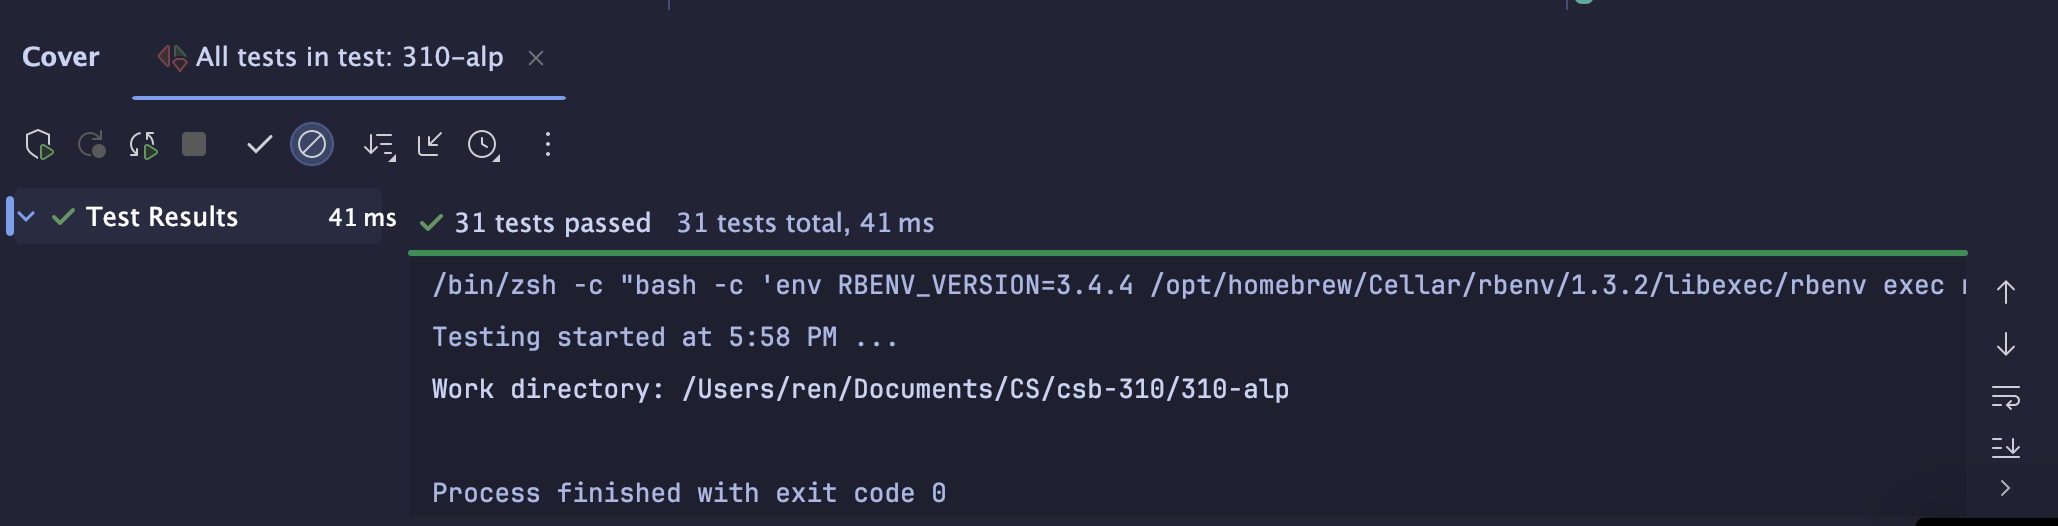 Cover
All tests in test: 310-alp
Test Results 41 ms
31 tests passed 31 tests total, 41 ms
/bin/zsh -c "bash -c 'env RBENV_VERSION=3.4.4 /opt/homebrew/Cellar/rbenv/1.3.2/libexec/rbenv exec
Testing started at 5:58 PM ...
Work directory: /Users/ren/Documents/CS/csb-310/310-alp
Process finished with exit code 0